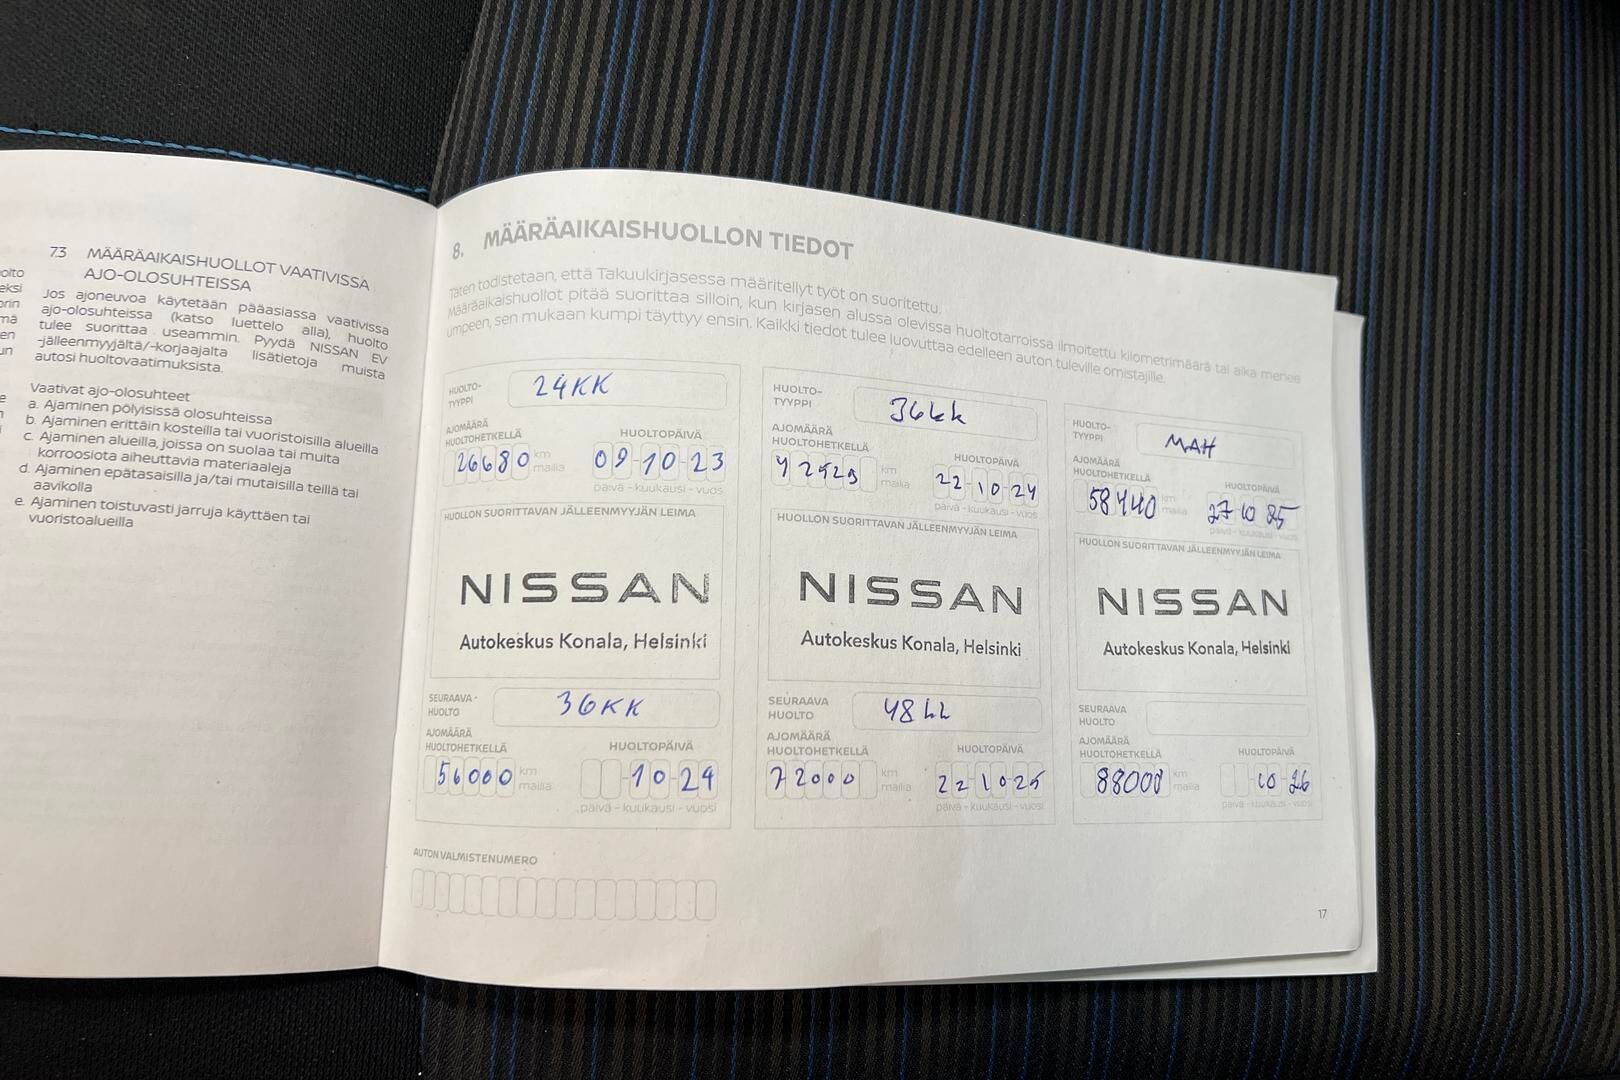 7.3 MÄÄRÄAIKAISHUOLLOT VAATIVISSA
AJO-OLOSUHTEISSA
Jos ajoneuvoa käytetään pääasiassa vaativissa
ajo-olosuhteissa (katso luettelo alla), huolto
tulee suorittaa useammin. Pyydä NISSAN EV
-jälleenmyyjältä/-korjaajalta lisätietoja muista
autosi huoltovaatimuksista.
Vaativat ajo-olosuhteet
a. Ajaminen pölyisissä olosuhteissa
b. Ajaminen erittäin kosteilla tai vuoristoisilla alueilla
c. Ajaminen alueilla, joissa on suolaa tai muita
korroosiota aiheuttavia materiaaleja
d. Ajaminen epätasaisilla ja/tai mutaisilla teillä tai
aavikolla
e. Ajaminen toistuvasti jarruja käyttäen tai
vuoristoalueilla
8. MÄÄRÄAIKAISHUOLLON TIEDOT
Täten todistetaan, että Takuukirjasessa määritellyt työt on suoritettu.
Määräaikaishuollot pitää suorittaa silloin, kun kirjasen alussa olevissa huoltotarroissa ilmoitettu kilometrimäärä tai aika menee
umpeen, sen mukaan kumpi täyttyy ensin. Kaikki tiedot tulee luovuttaa edelleen auton tuleville omistajille.
HUOLTO-
TYYPPI
24KK
AJOMÄÄRÄ
HUOLTOHETKELLÄ
HUOLTOPÄIVÄ
26680 km
mailia
09-10-23
päivä - kuukausi - vuosi
HUOLLON SUORITTAVAN JÄLLEENMYYJÄN LEIMA
NISSAN
Autokeskus Konala, Helsinki
SEURAAVA
HUOLTO
36KK
AJOMÄÄRÄ
HUOLTOHETKELLÄ
HUOLTOPÄIVÄ
56000 km
mailia
-10-24
päivä - kuukausi - vuosi
HUOLTO-
TYYPPI
36kk
AJOMÄÄRÄ
HUOLTOHETKELLÄ
HUOLTOPÄIVÄ
km
mailia
22-10-24
päivä - kuukausi - vuosi
HUOLLON SUORITTAVAN JÄLLEENMYYJÄN LEIMA
NISSAN
Autokeskus Konala, Helsinki
SEURAAVA
HUOLTO
48kk
AJOMÄÄRÄ
HUOLTOHETKELLÄ
HUOLTOPÄIVÄ
72000 km
mailia
22 10 25
päivä - kuukausi - vuosi
HUOLTO-
TYYPPI
MAH
AJOMÄÄRÄ
HUOLTOHETKELLÄ
HUOLTOPÄIVÄ
58440 km
mailia
27 10 25
päivä - kuukausi - vuosi
HUOLLON SUORITTAVAN JÄLLEENMYYJÄN LEIMA
NISSAN
Autokeskus Konala, Helsinki
SEURAAVA
HUOLTO
AJOMÄÄRÄ
HUOLTOHETKELLÄ
HUOLTOPÄIVÄ
88000 km
mailia
-10-26
päivä - kuukausi - vuosi
AUTON VALMISTENUMERO
17